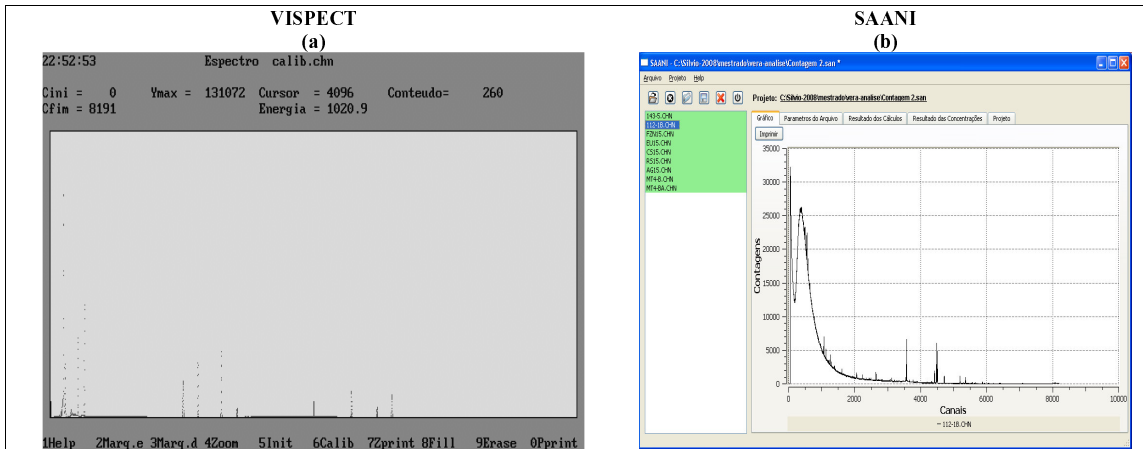 VISPECT
(a)
22:52:53 Espectro calib.chn
Cini = 0 Ymax = 131072 Cursor = 4096 Conteudo= 260
Cfim = 8191 Energia = 1020.9
1Help 2Marg.e 3Marg.d 4Zoom 5Init 6Calib 7Zprint 8Fill 9Erase 0Pprint
SAANI
(b)
SAANI - C:\Silvio-2008\mestrado\vera-analise\Contagem 2.san *
Arquivo Projeto Help
Projeto: C:\Silvio-2008\mestrado\vera-analise\Contagem 2.san
143-5.CHN
112-1B.CHN
FZN15.CHN
EU15.CHN
CS15.CHN
RS15.CHN
AG15.CHN
MT4-B.CHN
MT4-BA.CHN
Gráfico Parametros do Arquivo Resultado dos Cálculos Resultado das Concentrações Projeto
Imprimir
35000
30000
25000
20000
15000
10000
5000
0
Contagens
0 2000 4000 6000 8000 10000
Canais
112-1B.CHN